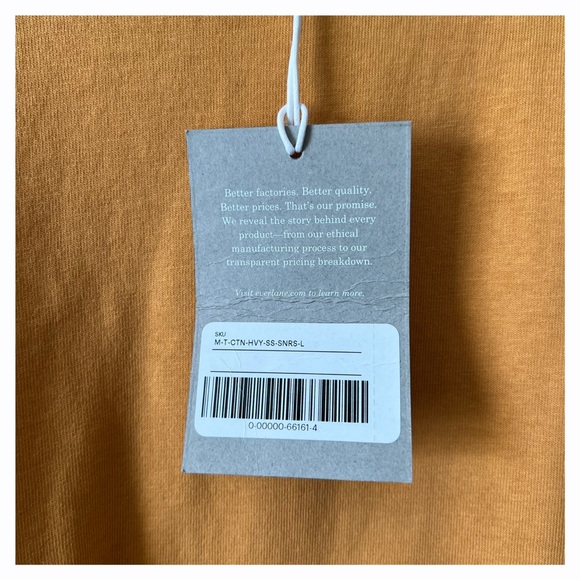 Better factories. Better quality.
Better prices. That's our promise.
We reveal the story behind every
product—from our ethical
manufacturing process to our
transparent pricing breakdown.
Visit everlane.com to learn more.
SKU
M-T-CTN-HVY-SS-SNRS-L
0-00000-66161-4